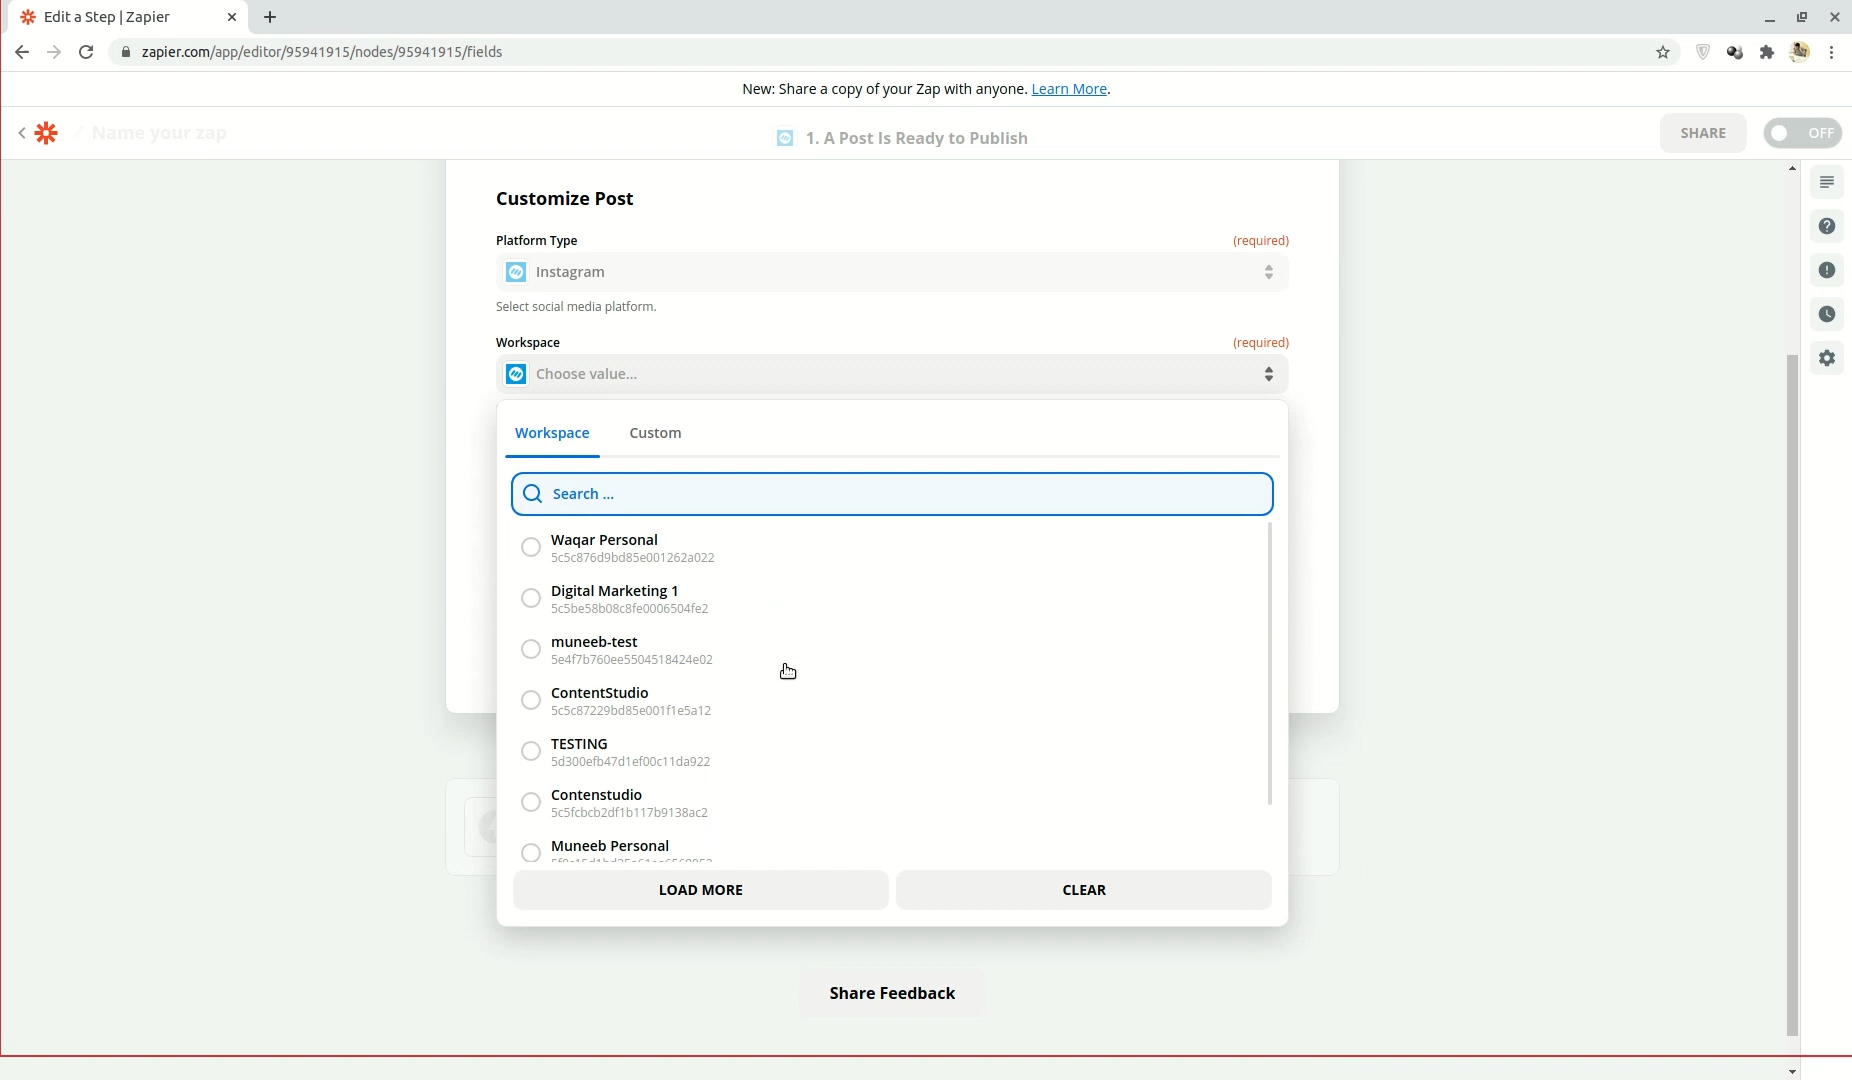 Edit a Step | Zapier
zapier.com/app/editor/95941915/nodes/95941915/fields
New: Share a copy of your Zap with anyone. Learn More.
/ Name your zap
1. A Post Is Ready to Publish
SHARE
OFF
Customize Post
Platform Type (required)
Instagram
Select social media platform.
Workspace (required)
Choose value...
Workspace Custom
Search ...
Waqar Personal
5c5c876d9bd85e001262a022
Digital Marketing 1
5c5be58b08c8fe0006504fe2
muneeb-test
5e4f7b760ee5504518424e02
ContentStudio
5c5c87229bd85e001f1e5a12
TESTING
5d300efb47d1ef00c11da922
Contenstudio
5c5fcbcb2df1b117b9138ac2
Muneeb Personal
LOAD MORE CLEAR
Share Feedback